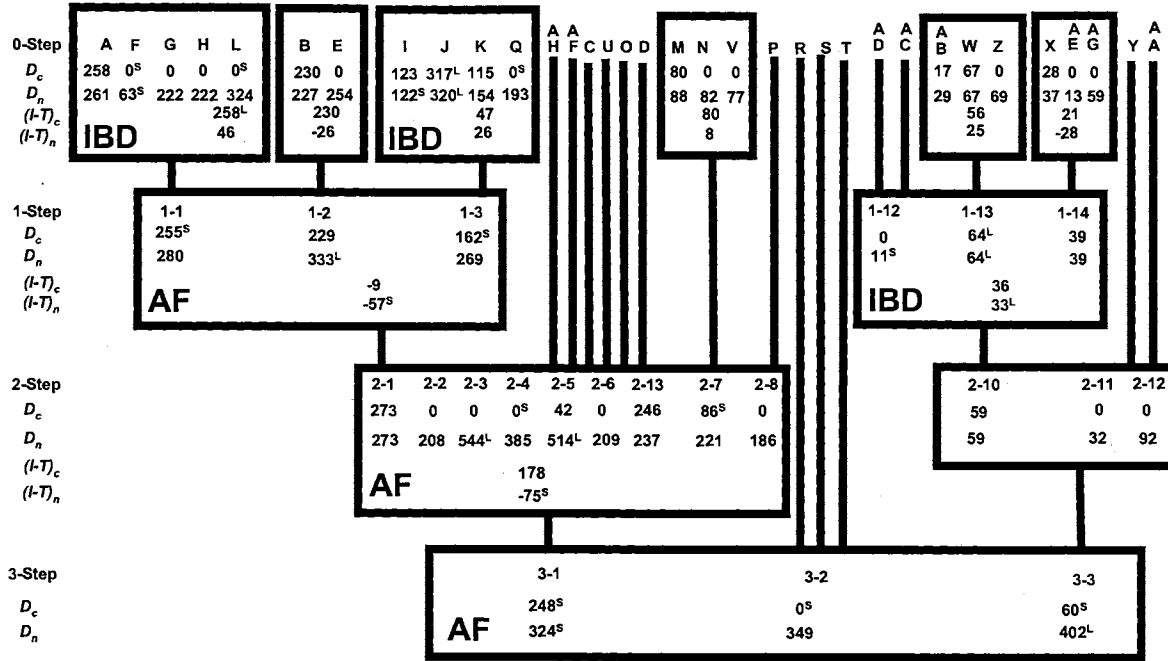 0-Step A F G H L B E I J K Q AH AF C U O D M N V P R S T AD AC AB W Z X AE AG Y AA
Dc 258 0S 0 0 0S 230 0 123 317L 115 0S 80 0 0 17 67 0 28 0 0
Dn 261 63S 222 222 324 227 254 122S 320L 154 193 88 82 77 29 67 69 37 13 59
(I-T)c 258L 230 47 80 56 21
(I-T)n 46 -26 26 8 25 -28
IBD IBD
1-Step 1-1 1-2 1-3 1-12 1-13 1-14
Dc 255S 229 162S 0 64L 39
Dn 280 333L 269 11S 64L 39
(I-T)c -9 36
(I-T)n -57S 33L
AF IBD
2-Step 2-1 2-2 2-3 2-4 2-5 2-6 2-13 2-7 2-8 2-10 2-11 2-12
Dc 273 0 0 0S 42 0 246 86S 0 59 0 0
Dn 273 208 544L 385 514L 209 237 221 186 59 32 92
(I-T)c 178
(I-T)n -75S
AF
3-Step 3-1 3-2 3-3
Dc 248S 0S 60S
Dn 324S 349 402L
AF